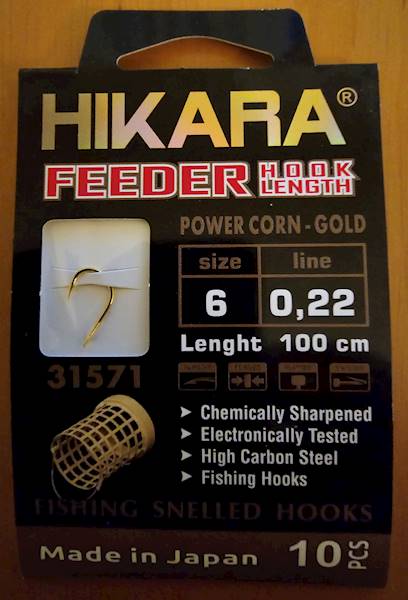 HIKARA®
FEEDER HOOK LENGTH
POWER CORN - GOLD
size line
6 0,22
Lenght 100 cm
31571
Chemically Sharpened
Electronically Tested
High Carbon Steel
Fishing Hooks
FISHING SNELLED HOOKS
Made in Japan 10 PCS